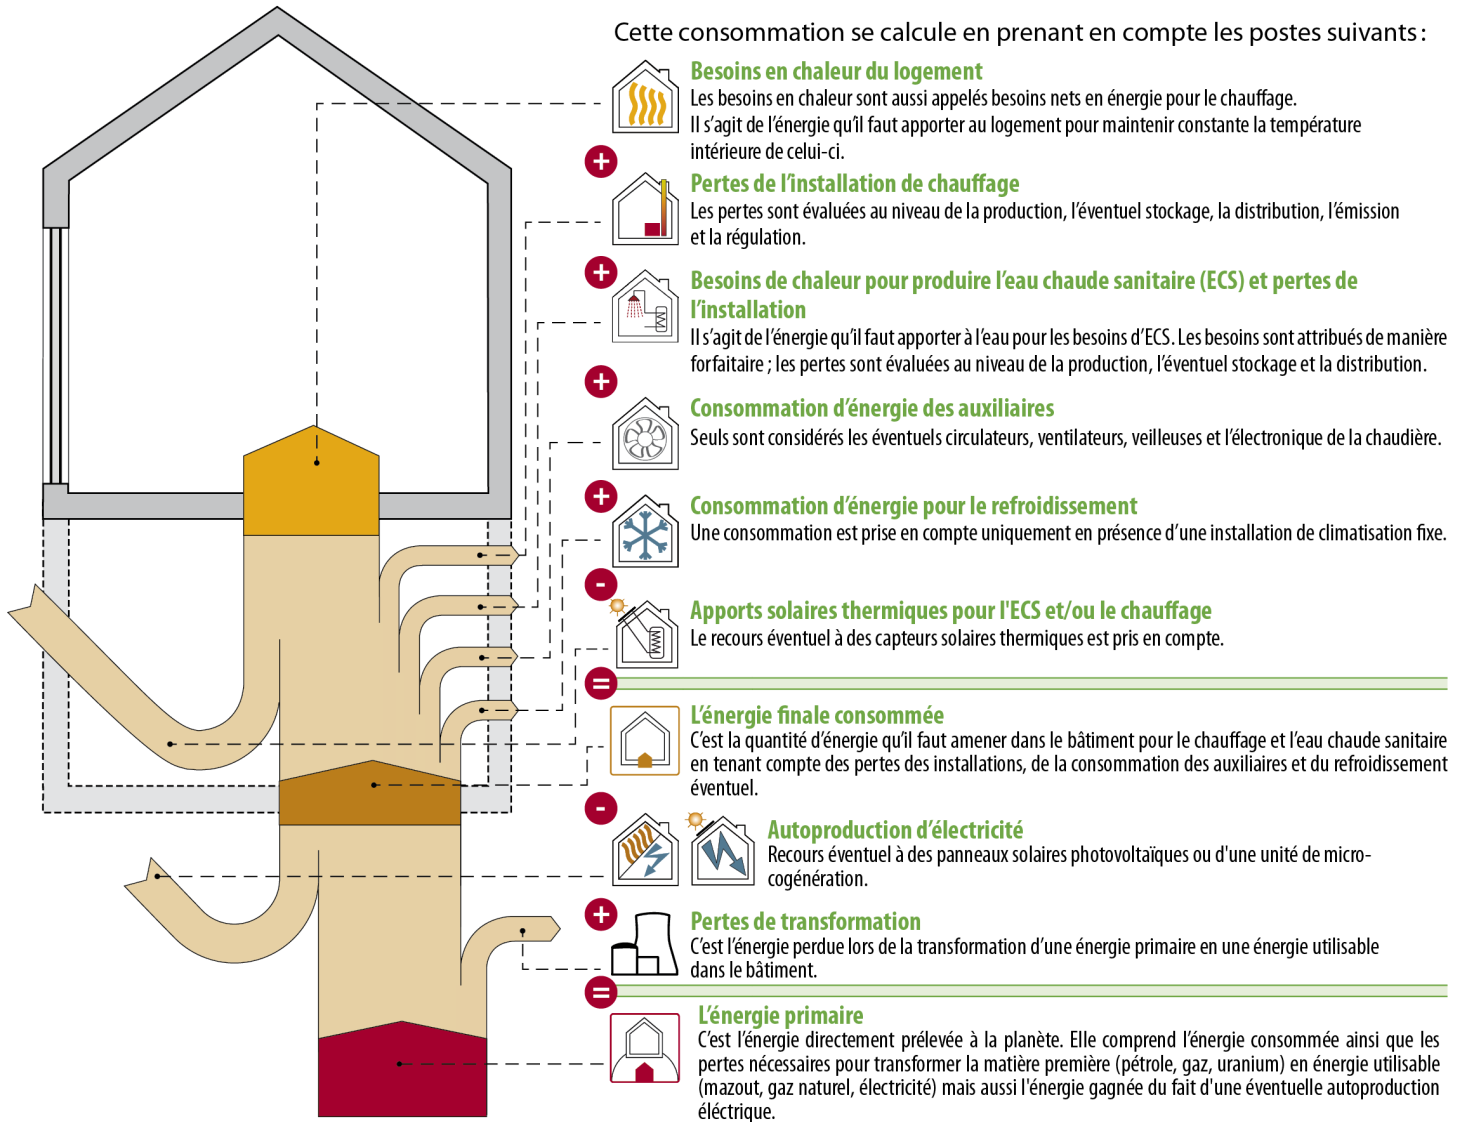 Cette consommation se calcule en prenant en compte les postes suivants :
Besoins en chaleur du logement
Les besoins en chaleur sont aussi appelés besoins nets en énergie pour le chauffage.
Il s’agit de l’énergie qu’il faut apporter au logement pour maintenir constante la température
intérieure de celui-ci.
+
Pertes de l’installation de chauffage
Les pertes sont évaluées au niveau de la production, l’éventuel stockage, la distribution, l’émission
et la régulation.
+
Besoins de chaleur pour produire l’eau chaude sanitaire (ECS) et pertes de
l’installation
Il s’agit de l’énergie qu’il faut apporter à l’eau pour les besoins d’ECS. Les besoins sont attribués de manière
forfaitaire ; les pertes sont évaluées au niveau de la production, l’éventuel stockage et la distribution.
+
Consommation d’énergie des auxiliaires
Seuls sont considérés les éventuels circulateurs, ventilateurs, veilleuses et l’électronique de la chaudière.
+
Consommation d’énergie pour le refroidissement
Une consommation est prise en compte uniquement en présence d’une installation de climatisation fixe.
-
Apports solaires thermiques pour l'ECS et/ou le chauffage
Le recours éventuel à des capteurs solaires thermiques est pris en compte.
=
L’énergie finale consommée
C’est la quantité d’énergie qu’il faut amener dans le bâtiment pour le chauffage et l’eau chaude sanitaire
en tenant compte des pertes des installations, de la consommation des auxiliaires et du refroidissement
éventuel.
-
Autoproduction d’électricité
Recours éventuel à des panneaux solaires photovoltaïques ou d'une unité de micro-
cogénération.
+
Pertes de transformation
C’est l’énergie perdue lors de la transformation d’une énergie primaire en une énergie utilisable
dans le bâtiment.
=
L’énergie primaire
C’est l’énergie directement prélevée à la planète. Elle comprend l’énergie consommée ainsi que les
pertes nécessaires pour transformer la matière première (pétrole, gaz, uranium) en énergie utilisable
(mazout, gaz naturel, électricité) mais aussi l'énergie gagnée du fait d'une éventuelle autoproduction
éléctrique.